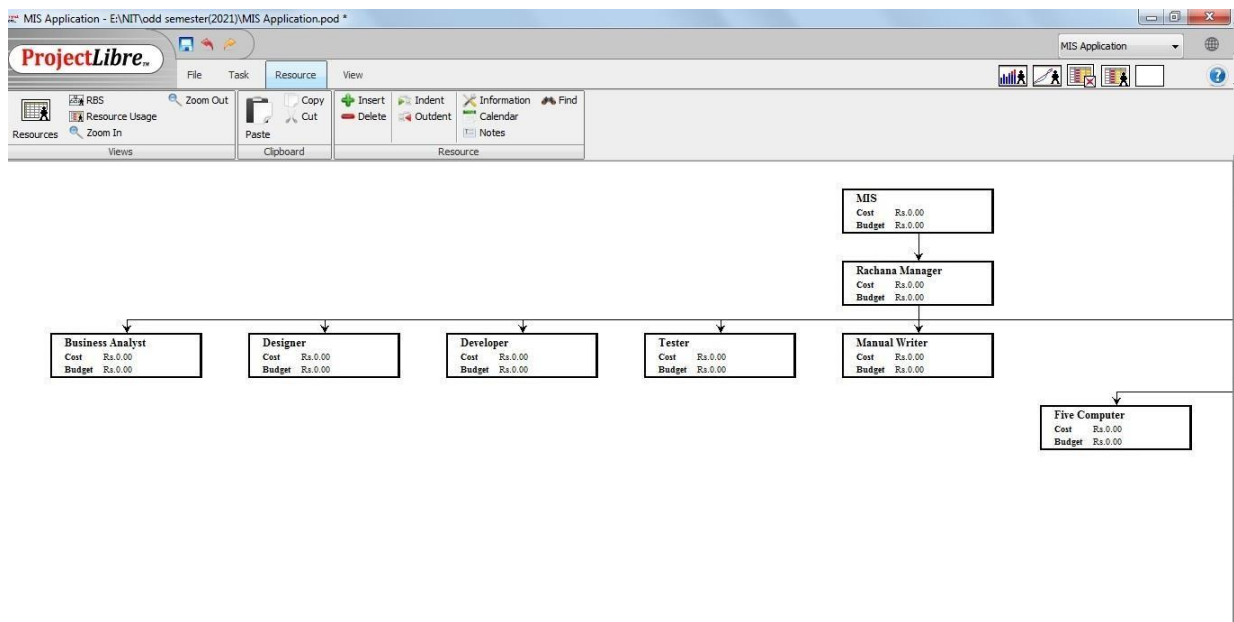 MIS Application - E:\NIT\odd semester(2021)\MIS Application.pod *
ProjectLibre
MIS Application
File Task Resource View
Resources
RBS
Resource Usage
Zoom In
Zoom Out
Views
Paste
Copy
Cut
Clipboard
Insert
Delete
Indent
Outdent
Information
Calendar
Notes
Find
Resource
MIS
Cost Rs.0.00
Budget Rs.0.00
Rachana Manager
Cost Rs.0.00
Budget Rs.0.00
Business Analyst
Cost Rs.0.00
Budget Rs.0.00
Designer
Cost Rs.0.00
Budget Rs.0.00
Developer
Cost Rs.0.00
Budget Rs.0.00
Tester
Cost Rs.0.00
Budget Rs.0.00
Manual Writer
Cost Rs.0.00
Budget Rs.0.00
Five Computer
Cost Rs.0.00
Budget Rs.0.00